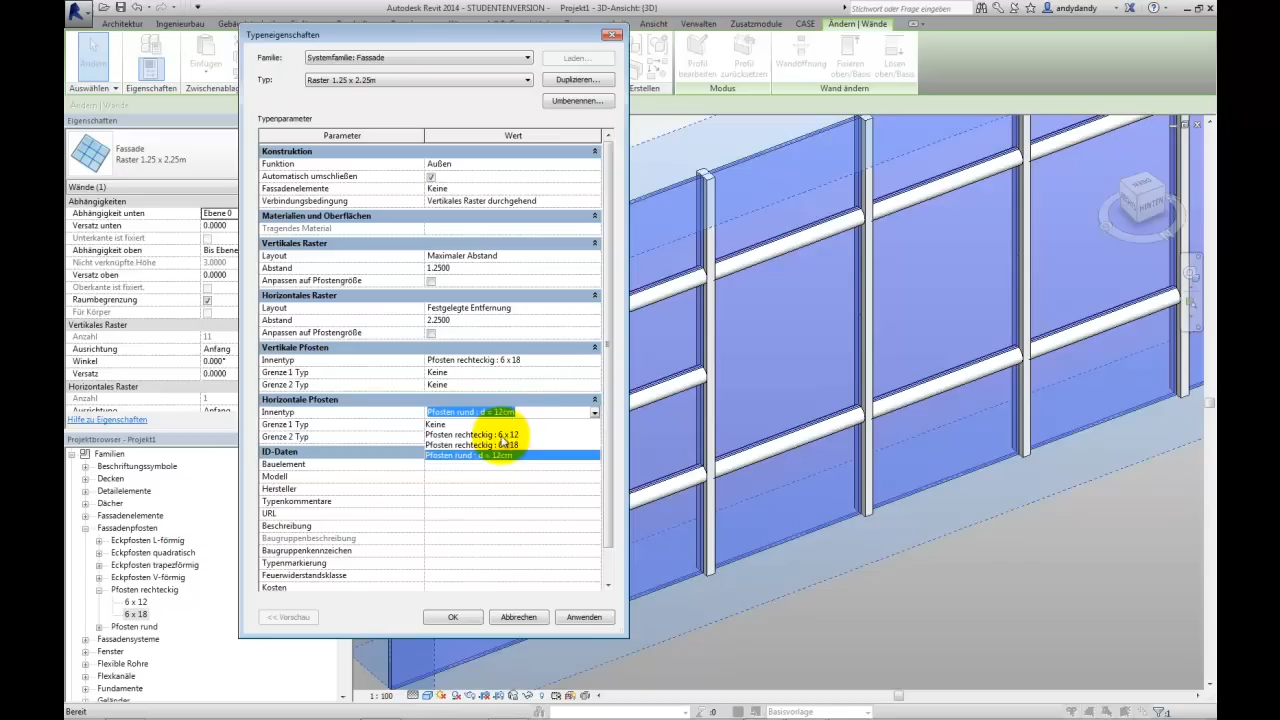 Autodesk Revit 2014 - STUDENTENVERSION - Projekt1 - 3D-Ansicht: {3D}
Stichwort oder Frage eingeben
andydandy
Architektur
Ingenieurbau
Ansicht
Verwalten
Zusatzmodule
CASE
Ändern | Wände
Ändern
Einfügen
Profil bearbeiten
Profil zurücksetzen
Wandöffnung
Fixieren oben/Basis
Lösen oben/Basis
Auswählen
Eigenschaften
Zwischenablage
Erstellen
Modus
Wand ändern
Ändern | Wände
Eigenschaften
Fassade
Raster 1.25 x 2.25m
Wände (1)
Abhängigkeiten
Abhängigkeit unten Ebene 0
Versatz unten 0.0000
Unterkante ist fixiert
Abhängigkeit oben Bis Ebene
Nicht verknüpfte Höhe 3.0000
Versatz oben 0.0000
Oberkante ist fixiert.
Raumbegrenzung
Für Körper
Vertikales Raster
Anzahl 11
Ausrichtung Anfang
Winkel 0.000°
Versatz 0.0000
Horizontales Raster
Anzahl 1
Ausrichtung Anfang
Hilfe zu Eigenschaften
Projektbrowser - Projekt1
Familien
Beschriftungssymbole
Decken
Detailelemente
Dächer
Fassadenelemente
Fassadenpfosten
Eckpfosten L-förmig
Eckpfosten quadratisch
Eckpfosten trapezförmig
Eckpfosten V-förmig
Pfosten rechteckig
6 x 12
6 x 18
Pfosten rund
Fassadensysteme
Fenster
Flexible Rohre
Flexkanäle
Fundamente
Geländer
Typeneigenschaften
Familie: Systemfamilie: Fassade Laden...
Typ: Raster 1.25 x 2.25m Duplizieren...
Umbenennen...
Typenparameter
Parameter Wert
Konstruktion
Funktion Außen
Automatisch umschließen
Fassadenelemente Keine
Verbindungsbedingung Vertikales Raster durchgehend
Materialien und Oberflächen
Tragendes Material
Vertikales Raster
Layout Maximaler Abstand
Abstand 1.2500
Anpassen auf Pfostengröße
Horizontales Raster
Layout Festgelegte Entfernung
Abstand 2.2500
Anpassen auf Pfostengröße
Vertikale Pfosten
Innentyp Pfosten rechteckig : 6 x 18
Grenze 1 Typ Keine
Grenze 2 Typ Keine
Horizontale Pfosten
Innentyp Pfosten rund : d = 12cm
Grenze 1 Typ Keine
Grenze 2 Typ Pfosten rechteckig : 6 x 12
Pfosten rechteckig : 6 x 18
ID-Daten Pfosten rund : d = 12cm
Bauelement
Modell
Hersteller
Typenkommentare
URL
Beschreibung
Baugruppenbeschreibung
Baugruppenkennzeichen
Typenmarkierung
Feuerwiderstandsklasse
Kosten
<< Vorschau OK Abbrechen Anwenden
HINTEN
1 : 100
Bereit
:0
Basisvorlage
:1